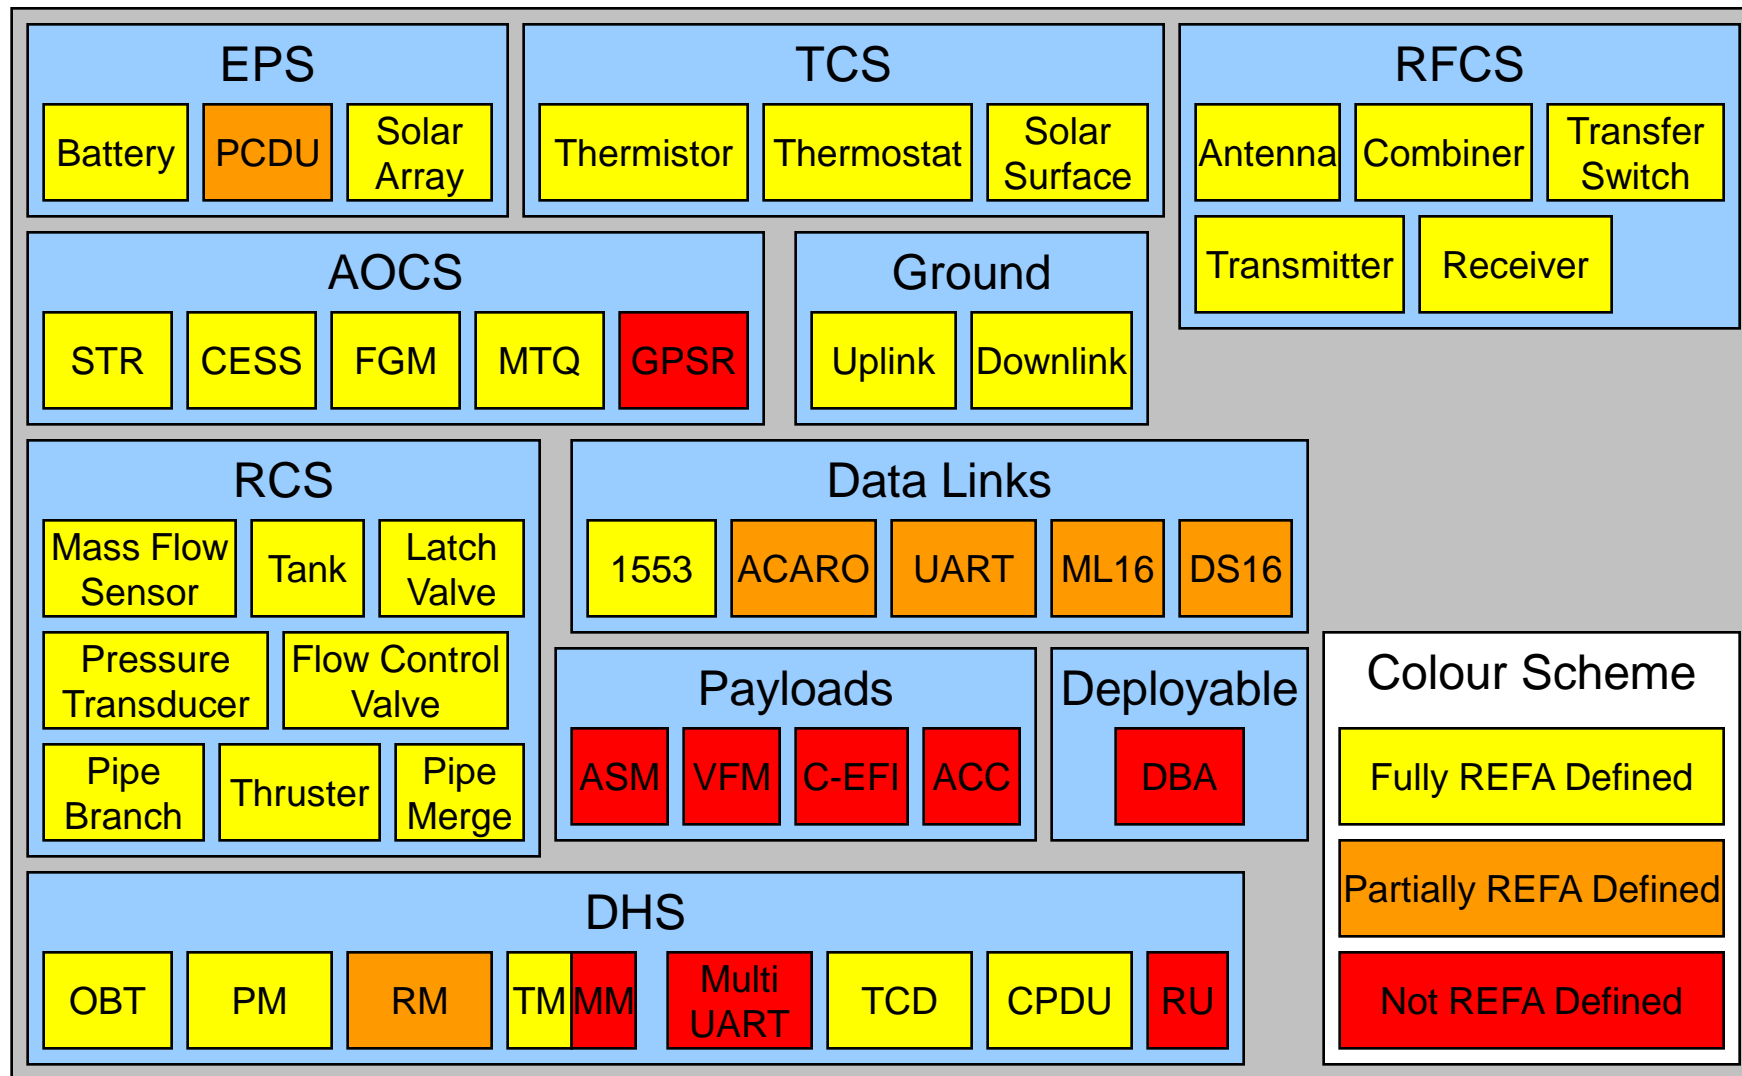 EPS
Battery
PCDU
Solar
Array
TCS
Thermistor
Thermostat
Solar
Surface
RFCS
Antenna
Combiner
Transfer
Switch
Transmitter
Receiver
AOCS
STR
CESS
FGM
MTQ
GPSR
Ground
Uplink
Downlink
RCS
Mass Flow
Sensor
Tank
Latch
Valve
Pressure
Transducer
Flow Control
Valve
Pipe
Branch
Thruster
Pipe
Merge
Data Links
1553
ACARO
UART
ML16
DS16
Payloads
ASM
VFM
C-EFI
ACC
Deployable
DBA
Colour Scheme
Fully REFA Defined
Partially REFA Defined
Not REFA Defined
DHS
OBT
PM
RM
TM
MM
Multi
UART
TCD
CPDU
RU